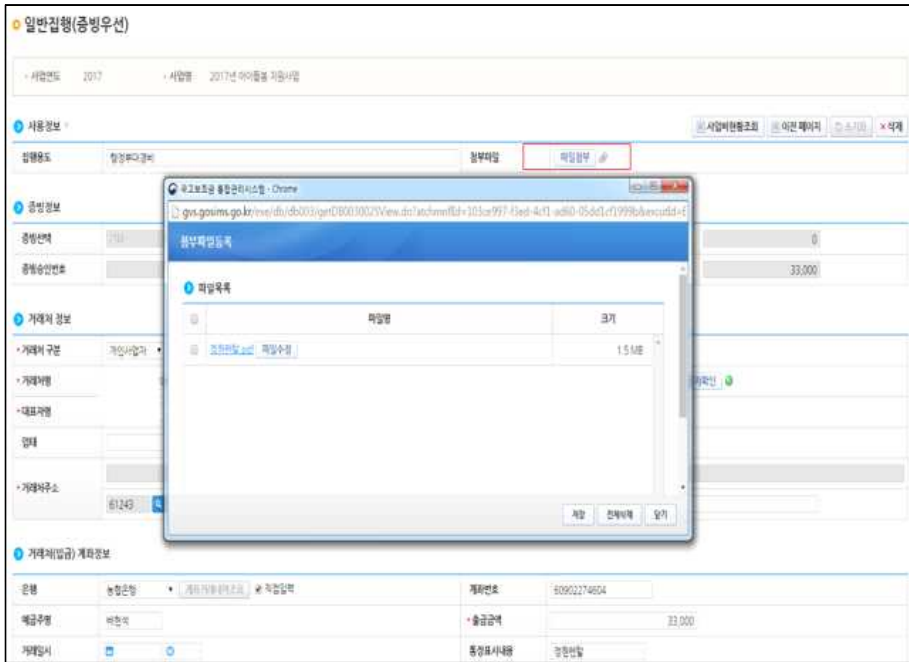 일반집행(증빙우선)
사업연도 2017 사업명 2017년 아이돌봄 지원사업
사용정보 사업비현황조회 이전 페이지 초기화 ×삭제
집행용도 첨부파일 파일첨부
국고보조금 통합관리시스템 - Chrome
증빙정보
첨부파일등록
증빙선택 0
증빙승인번호 33,000
파일목록
거래처 정보
파일명 크기
거래처 구분 개인사업자
파일수정 1.5 MB
거래처명
대표자명
업태
거래처주소
61243
저장 전체삭제 닫기
거래처(입금) 계좌정보
은행 농협은행 직접입력 계좌번호 60902274604
예금주명 출금금액 33,000
거래일시 통장표시내용 정원렌탈